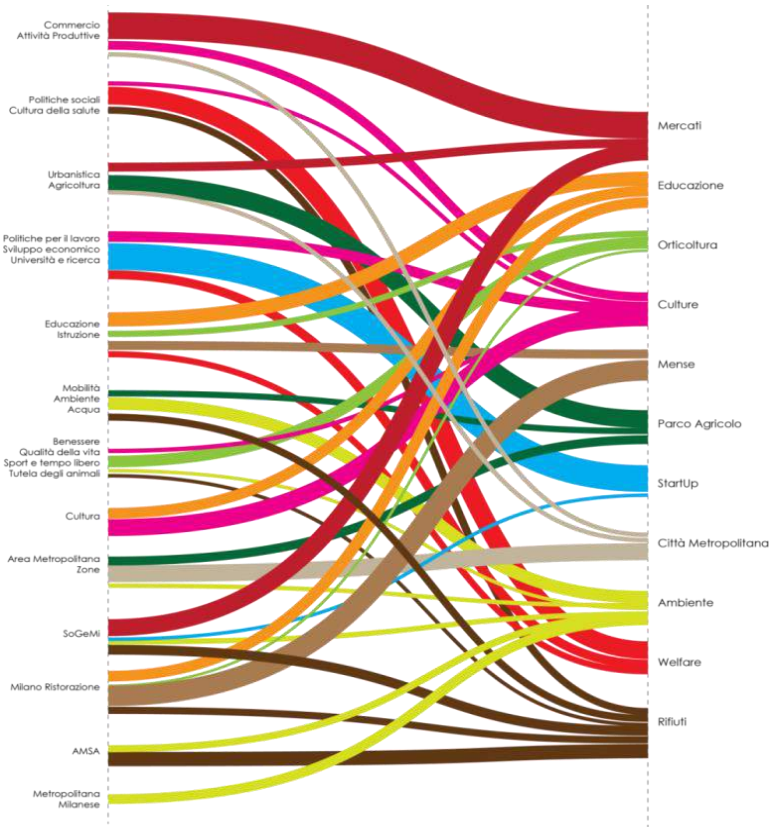 Commercio
Attività Produttive
Politiche sociali
Cultura della salute
Urbanistica
Agricoltura
Politiche per il lavoro
Sviluppo economico
Università e ricerca
Educazione
Istruzione
Mobilità
Ambiente
Acqua
Benessere
Qualità della vita
Sport e tempo libero
Tutela degli animali
Cultura
Area Metropolitana
Zone
SoGeMi
Milano Ristorazione
AMSA
Metropolitana
Milanese
Mercati
Educazione
Orticoltura
Culture
Mense
Parco Agricolo
StartUp
Città Metropolitana
Ambiente
Welfare
Rifiuti